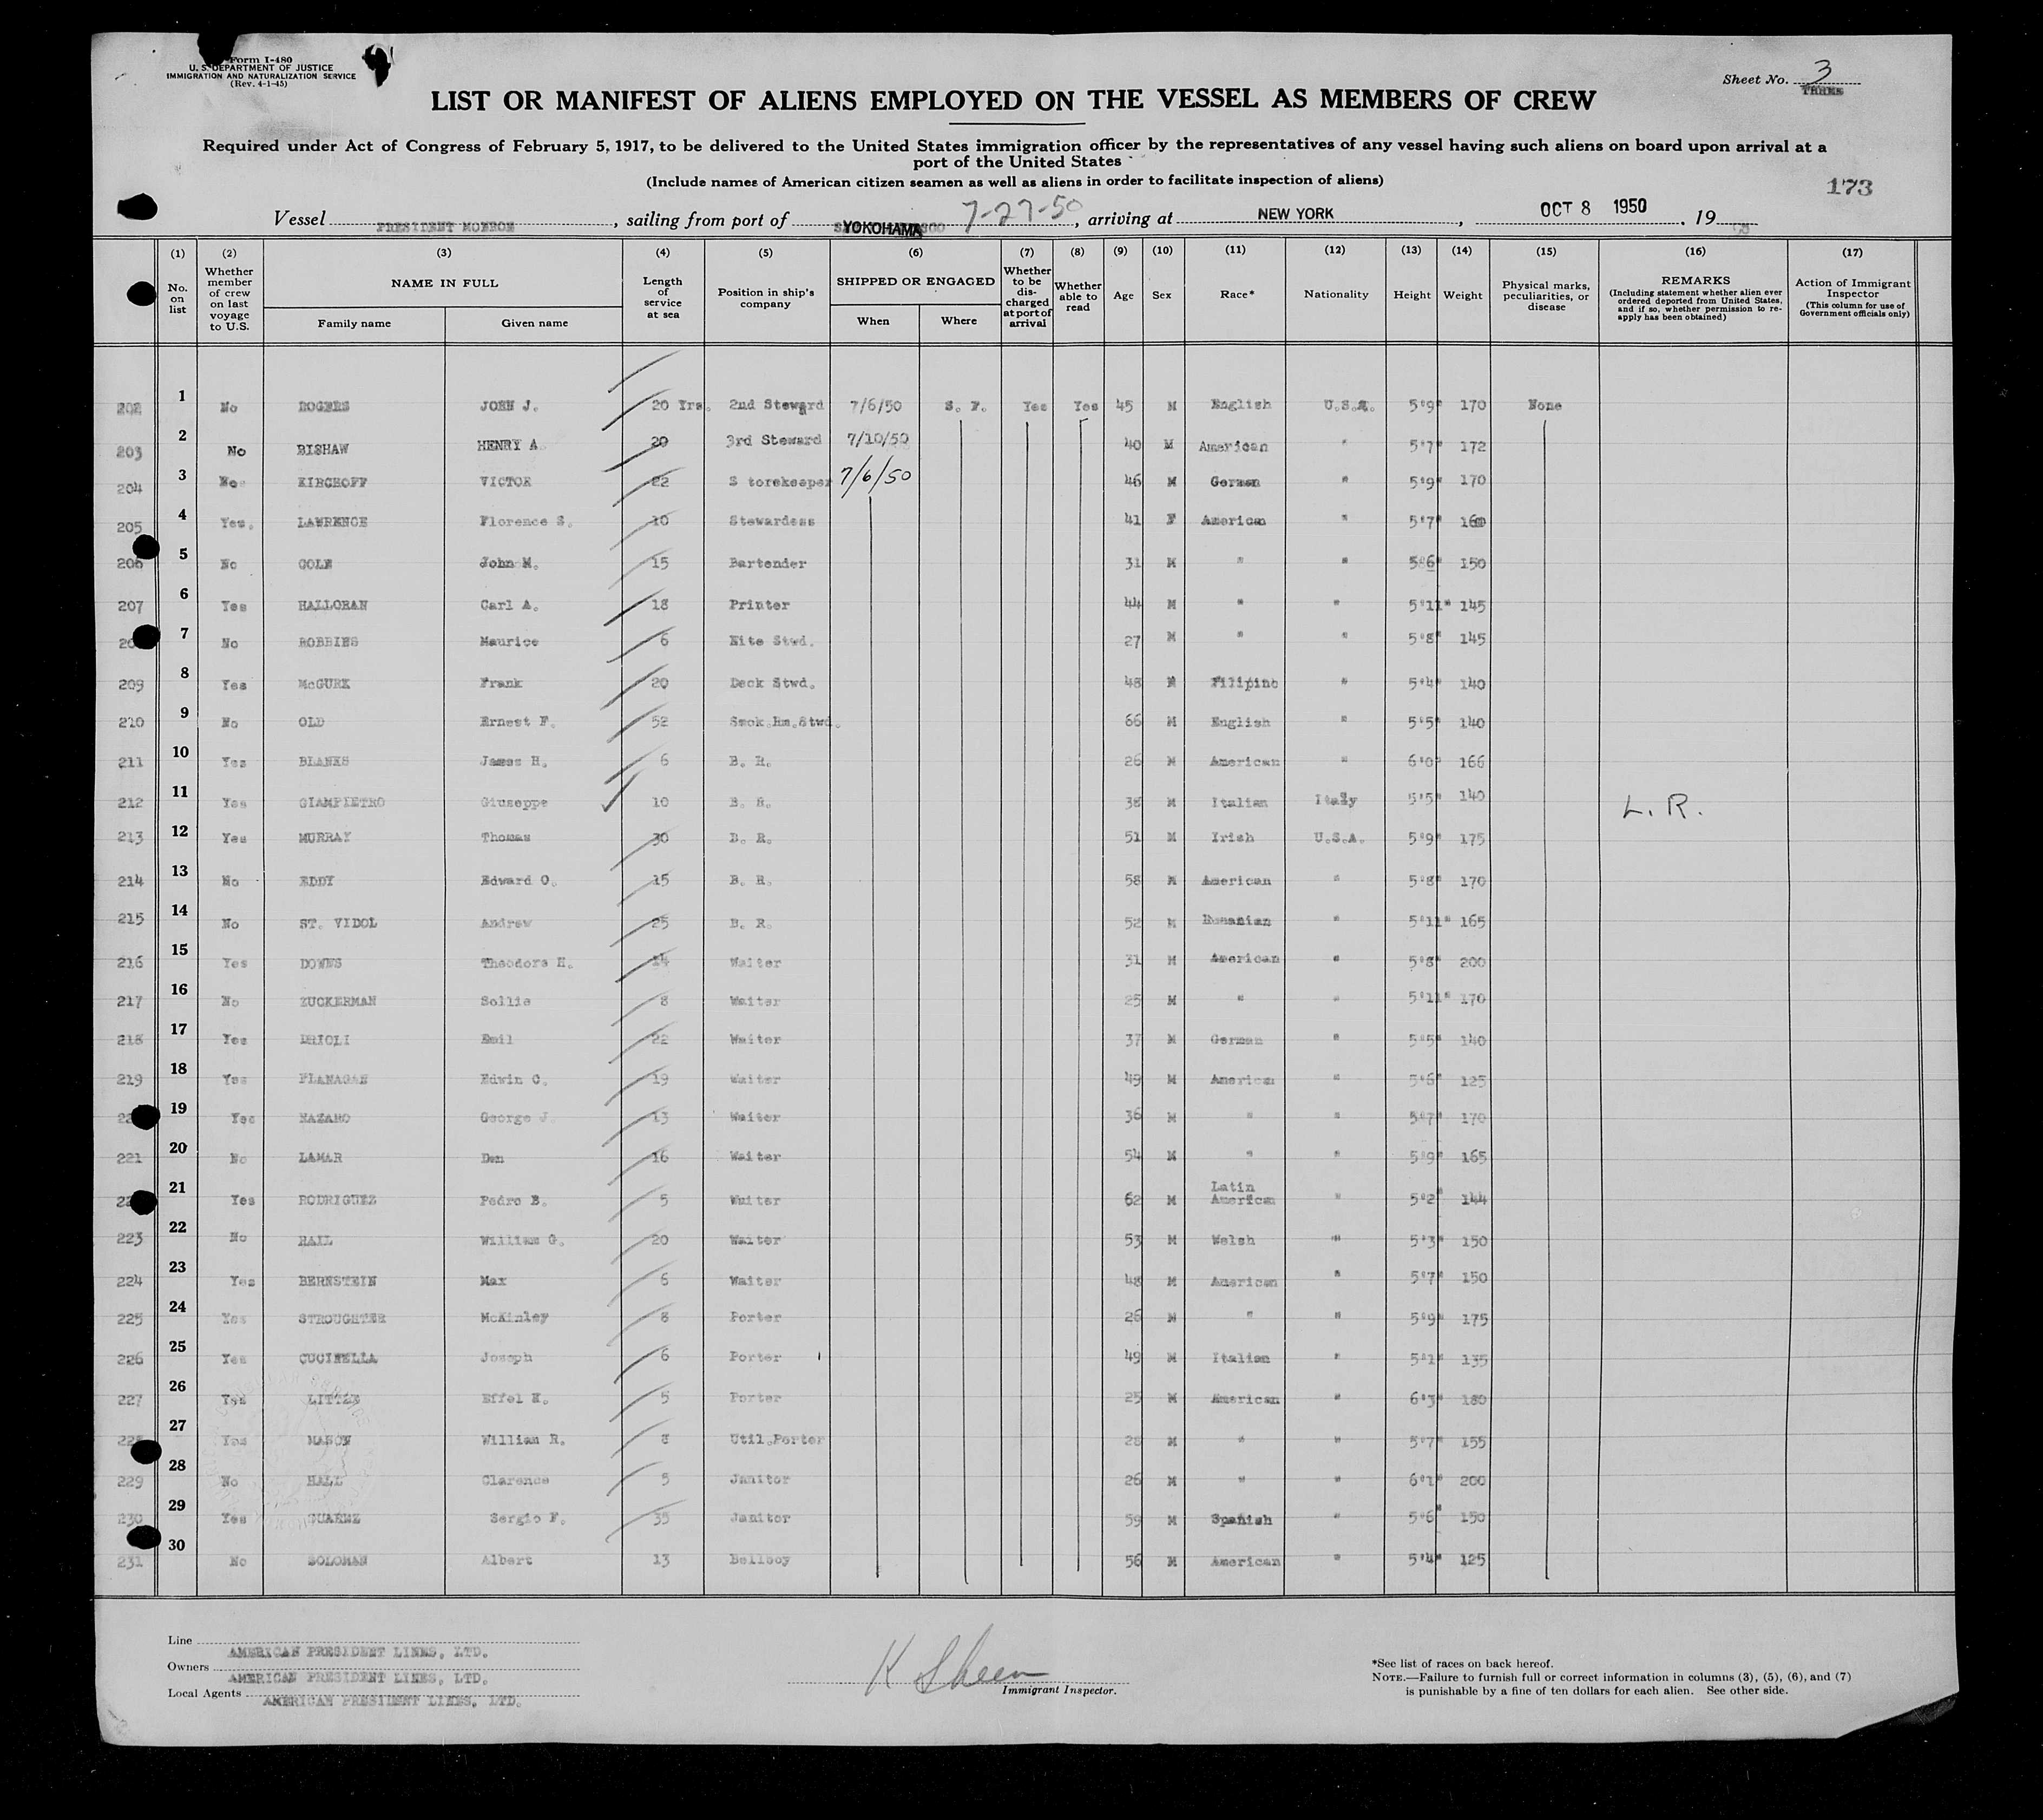 Form I-480
U. S. DEPARTMENT OF JUSTICE
IMMIGRATION AND NATURALIZATION SERVICE
(Rev. 4-1-45)
Sheet No. 3
THREE
LIST OR MANIFEST OF ALIENS EMPLOYED ON THE VESSEL AS MEMBERS OF CREW
Required under Act of Congress of February 5, 1917, to be delivered to the United States immigration officer by the representatives of any vessel having such aliens on board upon arrival at a
port of the United States
(Include names of American citizen seamen as well as aliens in order to facilitate inspection of aliens)
173
Vessel PRESIDENT MONROE, sailing from port of YOKOHAMA 7-27-50, arriving at NEW YORK, OCT 8 1950, 19
(1) (2) (3) (4) (5) (6) (7) (8) (9) (10) (11) (12) (13) (14) (15) (16) (17)
No. on list
Whether member of crew on last voyage to U.S.
NAME IN FULL
Family name Given name
Length of service at sea
Position in ship's company
SHIPPED OR ENGAGED
When Where
Whether to be discharged at port of arrival
Whether able to read
Age Sex Race* Nationality Height Weight
Physical marks, peculiarities, or disease
REMARKS
(Including statement whether alien ever ordered deported from United States, and if so, whether permission to reapply has been obtained)
Action of Immigrant Inspector
(This column for use of Government officials only)
202 1 No ROGERS JOHN J. 20 Yrs. 2nd Steward 7/6/50 S. F. Yes Yes 45 M English U.S.A. 5'9" 170 None
203 2 No BISHAW HENRY A 20 3rd Steward 7/10/50 40 M American " 5'7" 172
204 3 No KIRCHOFF VICTOR 22 S torekeeper 7/6/50 46 M German " 5'9" 170
205 4 Yes. LAWRENCE Florence S. 10 Stewardess 41 F American " 5'7" 160
206 5 No COLE John M. 15 Bartender 31 M " " 5'6" 150
207 6 Yes HALLORAN Carl A. 18 Printer 44 M " " 5'11" 145
7 No ROBBINS Maurice 6 Nite Stwd. 27 M " " 5'8" 145
209 8 Yes McGURK Frank 20 Deck Stwd. 48 M Filipino " 5'4" 140
210 9 No OLD Ernest F. 52 Smok.Rm.Stwd. 66 M English " 5'5" 140
211 10 Yes BLANKS James H. 6 B. R. 26 M American " 6'0" 166
212 11 Yes GIAMPIETRO Giuseppe 10 B. R. 38 M Italian Italy 5'5" 140 L. R.
213 12 Yes MURRAY Thomas 30 B. R. 51 M Irish U.S.A. 5'9" 175
214 13 No EDDY Edward O. 15 B. R. 58 M American " 5'8" 170
215 14 No ST. VIDOL Andrew 25 B. R. 52 M Rumanian " 5'11" 165
216 15 Yes DOWNS Theodore H. 14 Waiter 31 M American " 5'8" 200
217 16 No ZUCKERMAN Sollie 8 Waiter 25 M " " 5'11" 170
218 17 Yes DRIOLI Emil 22 Waiter 37 M German " 5'5" 140
219 18 Yes FLANAGAN Edwin C. 19 Waiter 49 M American " 5'6" 125
19 Yes NAZARO George J. 13 Waiter 36 M " " 5'7" 170
221 20 No LAMAR Don 16 Waiter 54 M " " 5'9" 165
21 Yes RODRIGUEZ Pedro B. 5 Waiter 62 M Latin American " 5'2" 144
223 22 No HAIL William G. 20 Waiter 53 M Welsh " 5'3" 150
224 23 Yes BERNSTEIN Max 6 Waiter 48 M American " 5'7" 150
225 24 Yes STROUGHTER McKinley 8 Porter 26 M " " 5'9" 175
226 25 Yes CUCINELLA Joseph 6 Porter 49 M Italian " 5'1" 135
227 26 Yes LITTLE Effel K. 5 Porter 25 M American " 6'3" 180
228 27 Yes MASON William R. 8 Util.Porter 28 M " " 5'7" 155
229 28 No HALL Clarence 5 Janitor 26 M " " 6'1" 200
230 29 Yes SUAREZ Sergio F. 35 Janitor 59 M Spanish " 5'6" 150
231 30 No SOLOMAN Albert 13 Bellboy 56 M American " 5'4" 125
Line AMERICAN PRESIDENT LINES, LTD.
Owners AMERICAN PRESIDENT LINES, LTD.
Local Agents AMERICAN PRESIDENT LINES, LTD.
K Sheen
Immigrant Inspector.
*See list of races on back hereof.
NOTE.—Failure to furnish full or correct information in columns (3), (5), (6), and (7)
is punishable by a fine of ten dollars for each alien. See other side.